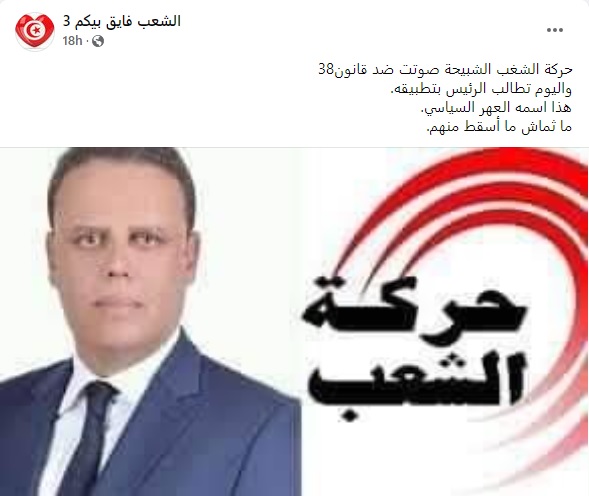 الشعب فايق بيكم 3
18h
حركة الشغب الشبيحة صوتت ضد قانون38
واليوم تطالب الرئيس بتطبيقه.
هذا اسمه العهر السياسي.
ما ثماش ما أسقط منهم.
حركة
الشعب